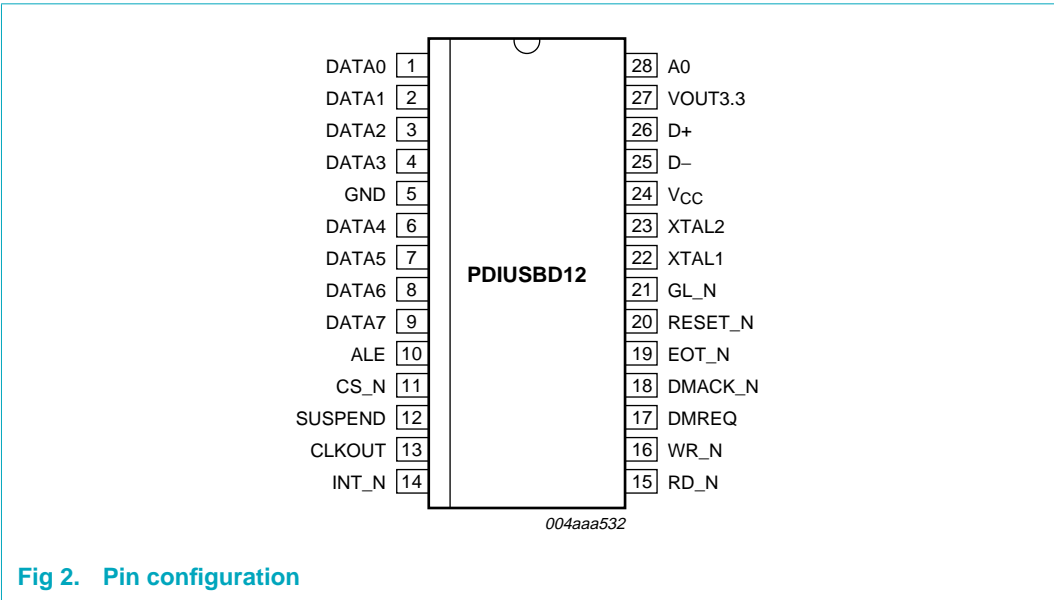 DATA0 1 28 A0
DATA1 2 27 VOUT3.3
DATA2 3 26 D+
DATA3 4 25 D−
GND 5 24 VCC
DATA4 6 23 XTAL2
DATA5 7 22 XTAL1
PDIUSBD12
DATA6 8 21 GL_N
DATA7 9 20 RESET_N
ALE 10 19 EOT_N
CS_N 11 18 DMACK_N
SUSPEND 12 17 DMREQ
CLKOUT 13 16 WR_N
INT_N 14 15 RD_N
004aaa532
Fig 2. Pin configuration